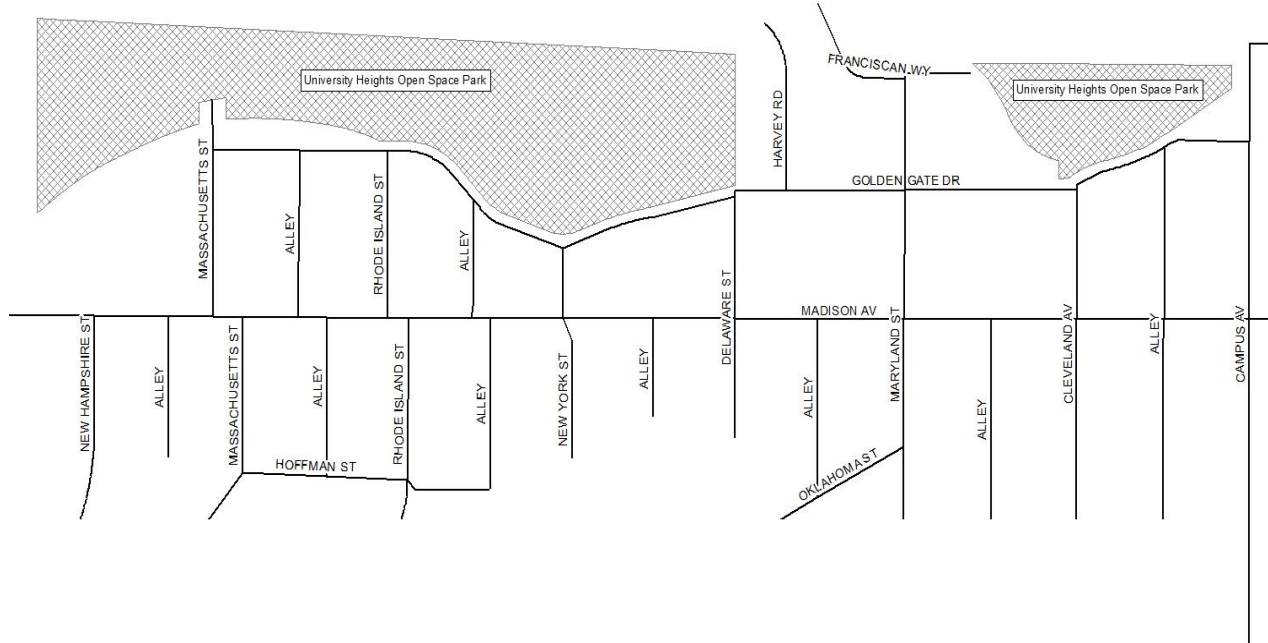 FRANCISCAN WY
University Heights Open Space Park
University Heights Open Space Park
HARVEY RD
MASSACHUSETTS ST
RHODE ISLAND ST
GOLDEN GATE DR
ALLEY
ALLEY
DELAWARE ST
MADISON AV
NEW HAMPSHIRE ST
ALLEY
MASSACHUSETTS ST
ALLEY
RHODE ISLAND ST
ALLEY
NEW YORK ST
ALLEY
ALLEY
MARYLAND ST
ALLEY
CLEVELAND AV
ALLEY
CAMPUS AV
HOFFMAN ST
OKLAHOMA ST